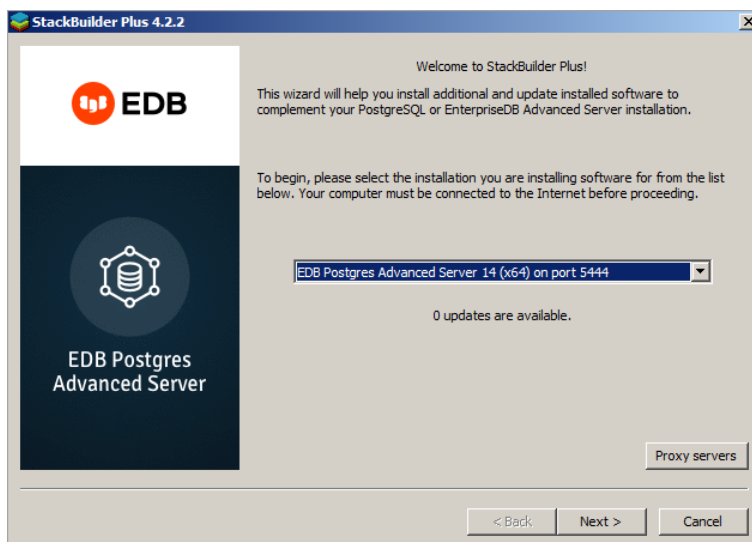 StackBuilder Plus 4.2.2
EDB
EDB Postgres
Advanced Server
Welcome to StackBuilder Plus!
This wizard will help you install additional and update installed software to
complement your PostgreSQL or EnterpriseDB Advanced Server installation.
To begin, please select the installation you are installing software for from the list
below. Your computer must be connected to the Internet before proceeding.
EDB Postgres Advanced Server 14 (x64) on port 5444
0 updates are available.
Proxy servers
< Back
Next >
Cancel